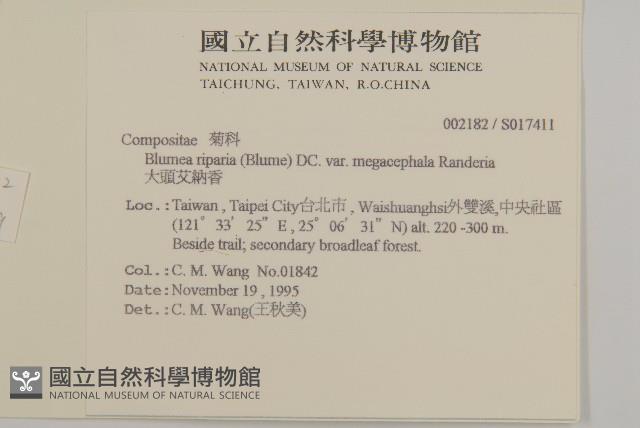 國立自然科學博物館
NATIONAL MUSEUM OF NATURAL SCIENCE
TAICHUNG, TAIWAN, R.O.CHINA
002182 / S017411
Compositae 菊科
Blumea riparia (Blume) DC. var. megacephala Randeria
大頭艾納香
Loc.:Taiwan , Taipei City台北市 , Waishuanghsi外雙溪,中央社區
(121° 33' 25" E , 25° 06' 31" N) alt. 220 -300 m.
Beside trail; secondary broadleaf forest.
Col.:C. M. Wang No.01842
Date:November 19 , 1995
Det.:C. M. Wang(王秋美)
2
國立自然科學博物館
NATIONAL MUSEUM OF NATURAL SCIENCE